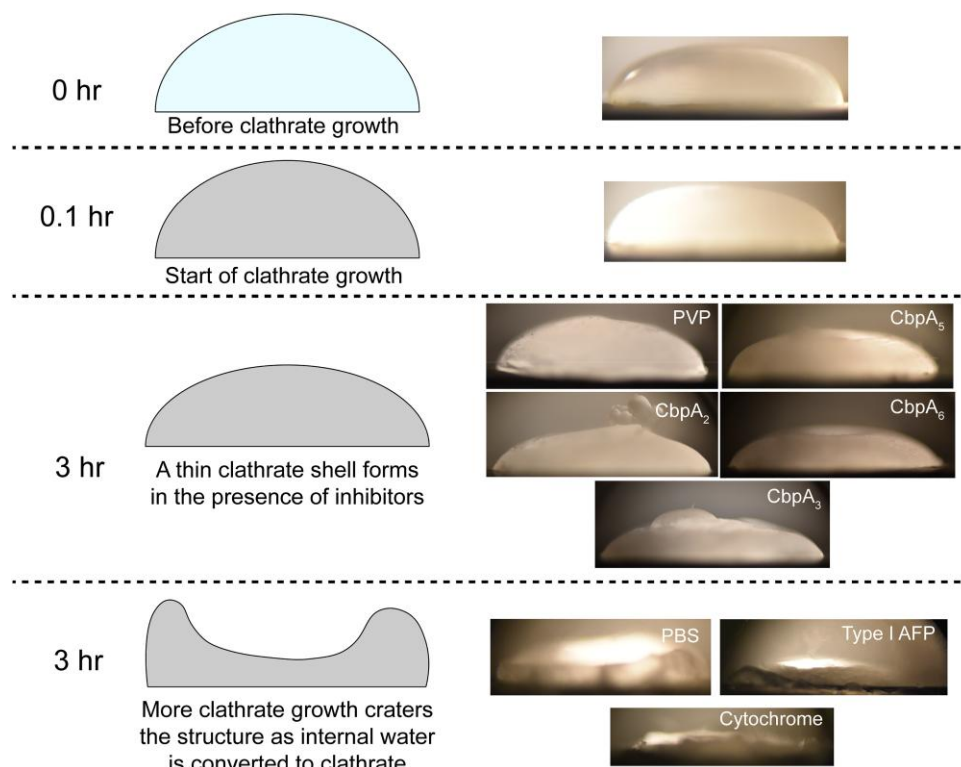 0 hr
Before clathrate growth
0.1 hr
Start of clathrate growth
3 hr
A thin clathrate shell forms
in the presence of inhibitors
PVP
CbpA₅
CbpA₂
CbpA₆
CbpA₃
3 hr
More clathrate growth craters
the structure as internal water
is converted to clathrate
PBS
Type I AFP
Cytochrome